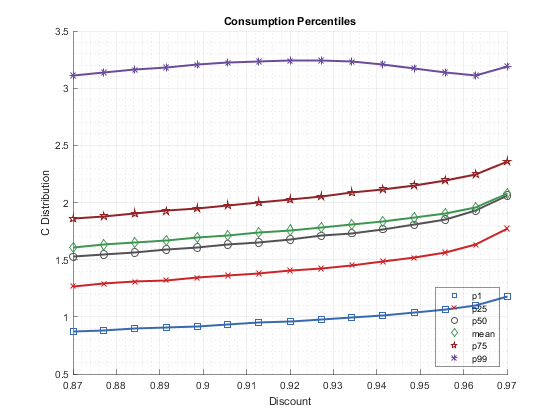 Consumption Percentiles
3.5
3
2.5
2
1.5
1
0.5
C Distribution
p1
p25
p50
mean
p75
p99
0.87 0.88 0.89 0.9 0.91 0.92 0.93 0.94 0.95 0.96 0.97
Discount